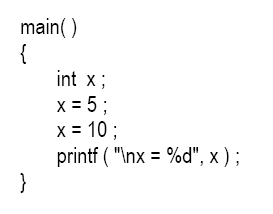 main( )
{
int x ;
x = 5 ;
x = 10 ;
printf ( "\nx = %d", x ) ;
}